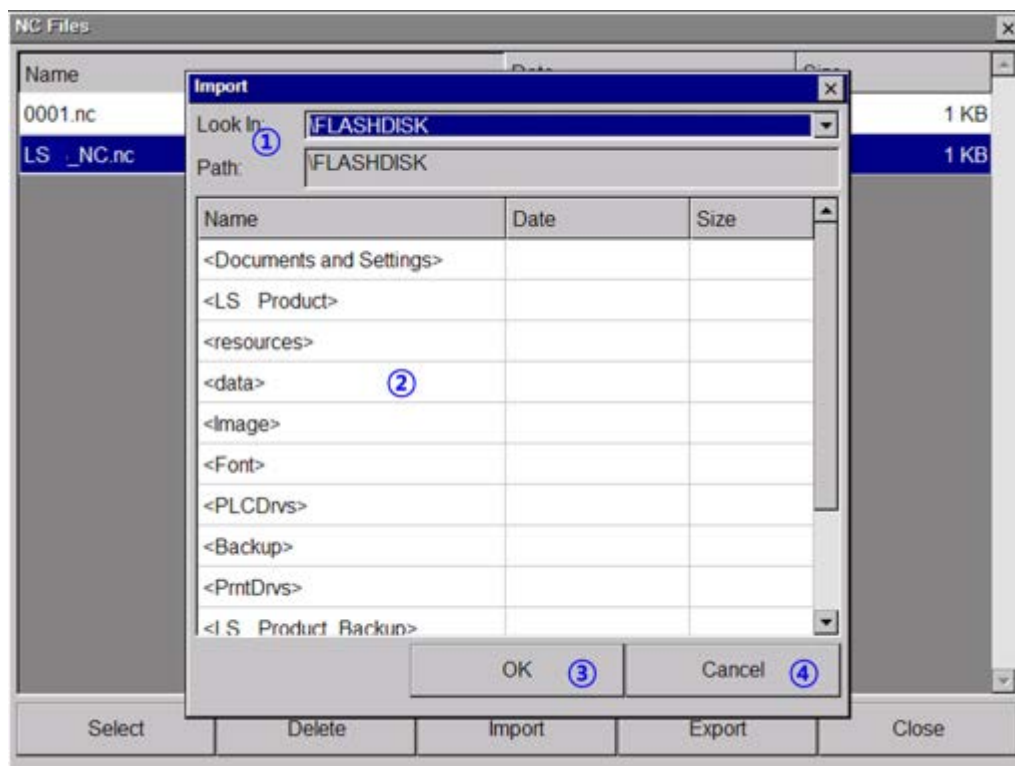 NC Files
Name Date Size
Import
0001.nc 1 KB
Look In: ① \FLASHDISK
LS _NC.nc 1 KB
Path: \FLASHDISK
Name Date Size
<Documents and Settings>
<LS Product>
<resources>
<data> ②
<Image>
<Font>
<PLCDrvs>
<Backup>
<PrntDrvs>
<LS Product Backup>
OK ③ Cancel ④
Select Delete Import Export Close